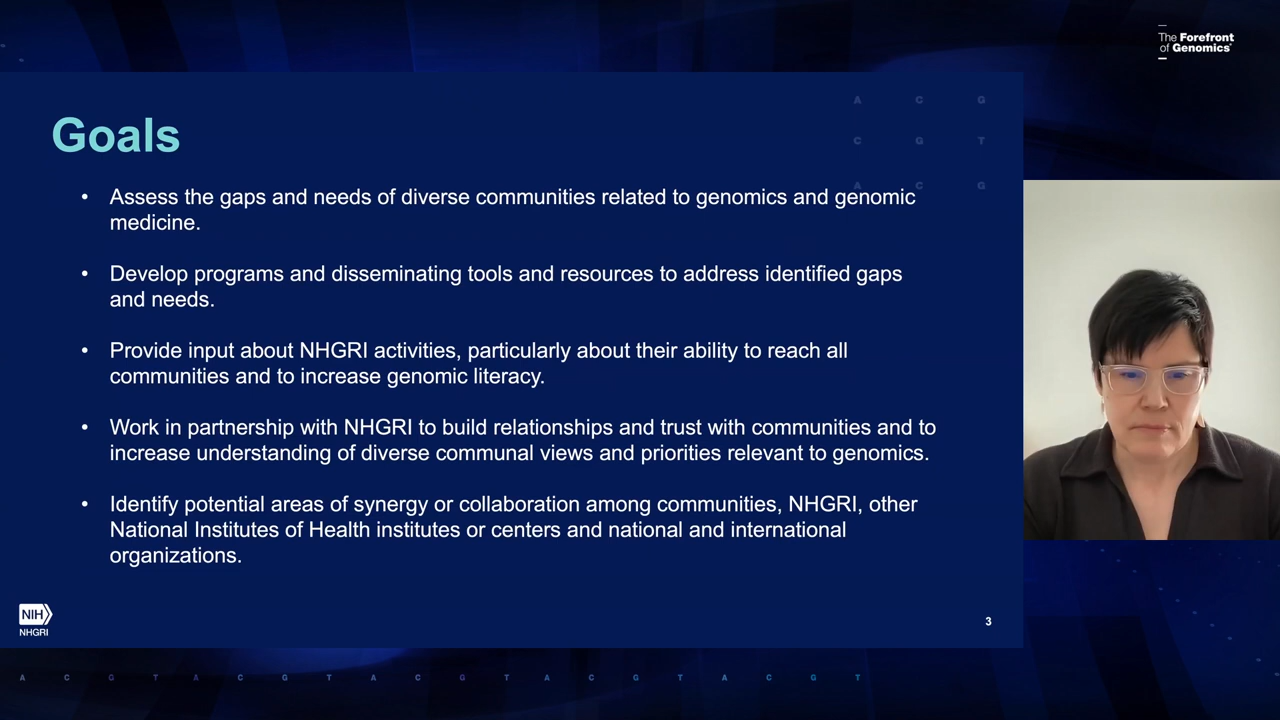 The Forefront
of Genomics®
Goals
A C G
C G T
A C G
• Assess the gaps and needs of diverse communities related to genomics and genomic
medicine.
• Develop programs and disseminating tools and resources to address identified gaps
and needs.
• Provide input about NHGRI activities, particularly about their ability to reach all
communities and to increase genomic literacy.
• Work in partnership with NHGRI to build relationships and trust with communities and to
increase understanding of diverse communal views and priorities relevant to genomics.
• Identify potential areas of synergy or collaboration among communities, NHGRI, other
National Institutes of Health institutes or centers and national and international
organizations.
NIH
NHGRI
3
A C G T A C G T A C G T A C G T A C G T